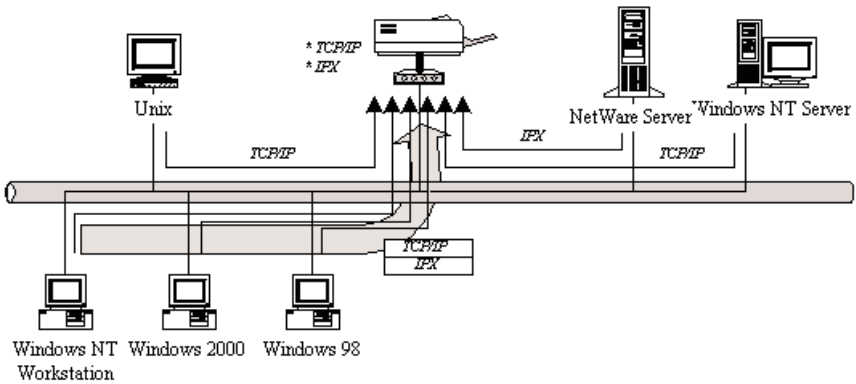 * TCP/IP
* IPX
Unix
NetWare Server
Windows NT Server
TCP/IP
IPX
TCP/IP
TCP/IP
IPX
Windows NT
Workstation
Windows 2000
Windows 98